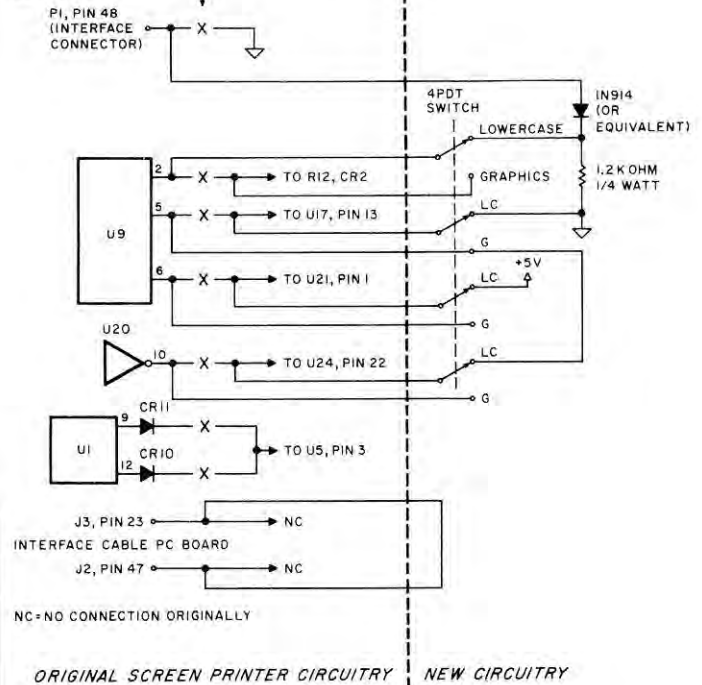 P1, PIN 48
(INTERFACE
CONNECTOR)
X
4PDT
SWITCH
1N914
(OR
EQUIVALENT)
LOWERCASE
2
X
TO R12, CR2
GRAPHICS
1.2K OHM
1/4 WATT
5
X
TO U17, PIN 13
LC
U9
G
+5V
6
X
TO U21, PIN 1
LC
G
U20
10
X
TO U24, PIN 22
LC
G
CR11
9
X
U1
TO U5, PIN 3
CR10
12
X
J3, PIN 23
NC
INTERFACE CABLE PC BOARD
J2, PIN 47
NC
NC=NO CONNECTION ORIGINALLY
ORIGINAL SCREEN PRINTER CIRCUITRY
NEW CIRCUITRY